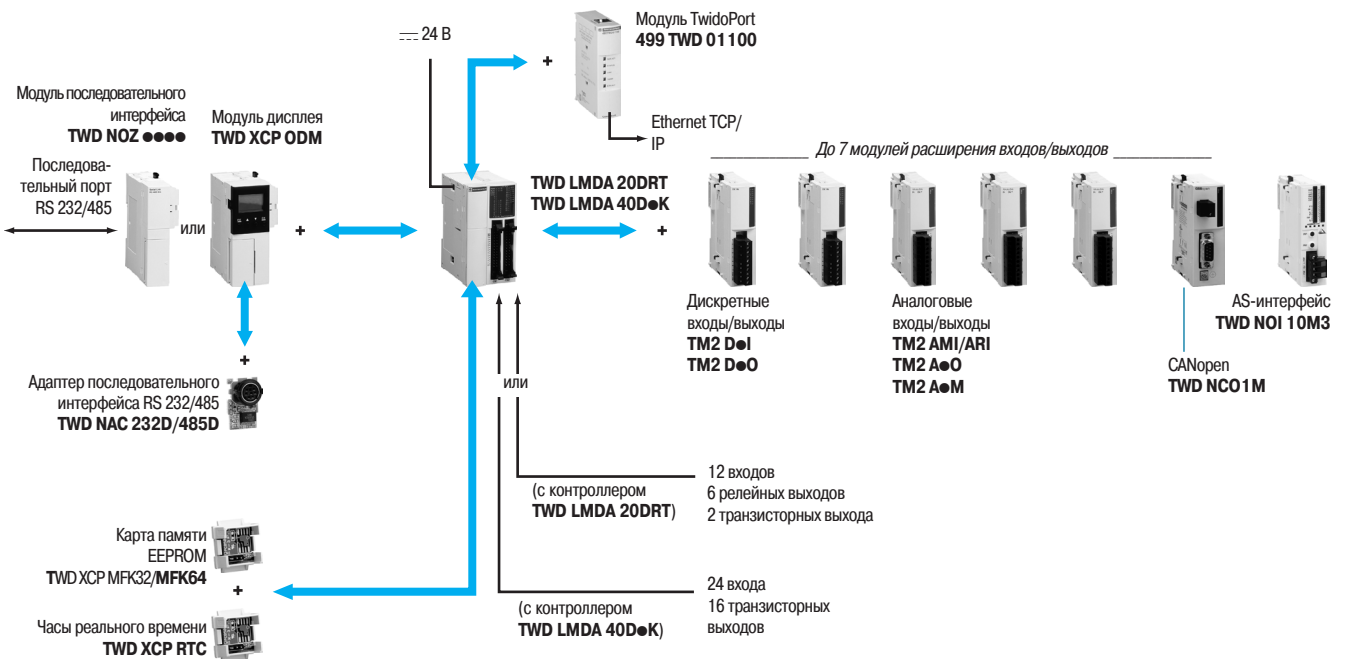 Модуль TwidoPort
499 TWD 01100
24 В
Ethernet TCP/
IP
Модуль последовательного
интерфейса
TWD NOZ ●●●●
Модуль дисплея
TWD XCP ODM
Последова-
тельный порт
RS 232/485
или
+
+
+
TWD LMDA 20DRT
TWD LMDA 40D●K
До 7 модулей расширения входов/выходов
Дискретные
входы/выходы
TM2 D●I
TM2 D●O
Аналоговые
входы/выходы
TM2 AMI/ARI
TM2 A●O
TM2 A●M
CANopen
TWD NCO1M
AS-интерфейс
TWD NOI 10M3
+
Адаптер последовательного
интерфейса RS 232/485
TWD NAC 232D/485D
или
(с контроллером
TWD LMDA 20DRT)
12 входов
6 релейных выходов
2 транзисторных выхода
Карта памяти
EEPROM
TWD XCP MFK32/MFK64
+
Часы реального времени
TWD XCP RTC
(с контроллером
TWD LMDA 40D●K)
24 входа
16 транзисторных
выходов